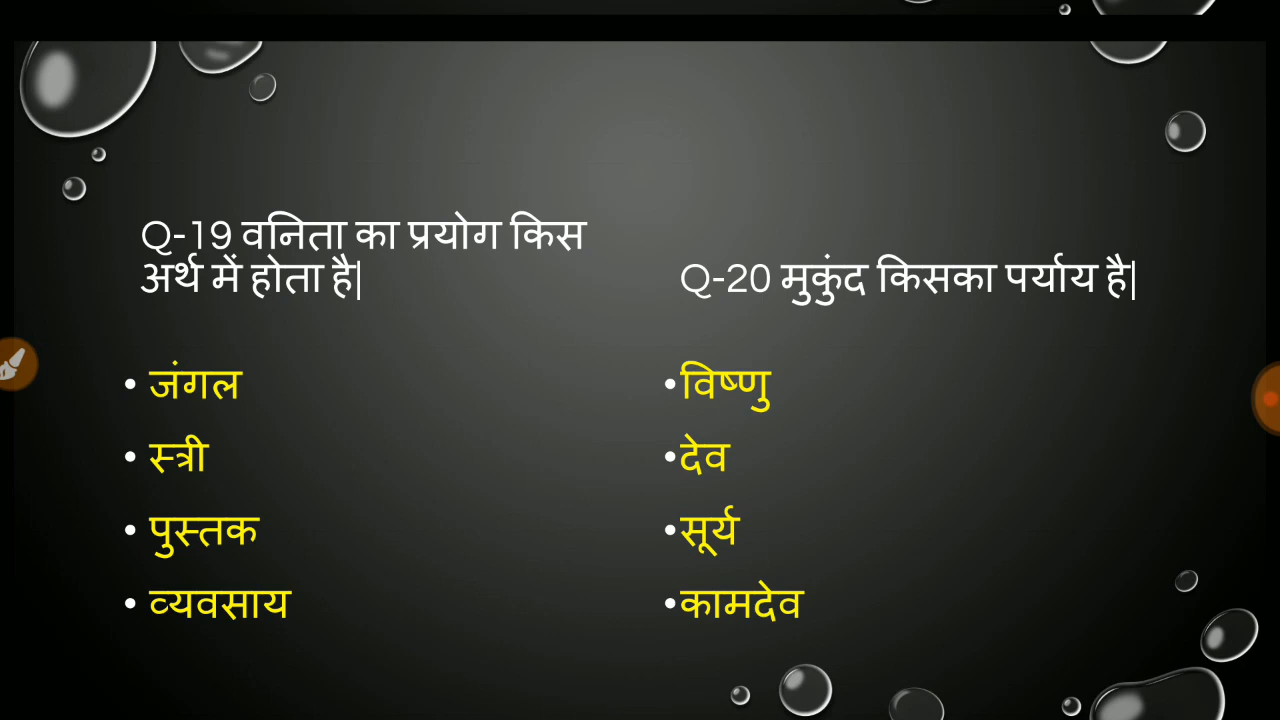 Q-19 वनिता का प्रयोग किस
अर्थ में होता है|
• जंगल
• स्त्री
• पुस्तक
• व्यवसाय
Q-20 मुकुंद किसका पर्याय है|
•विष्णु
•देव
•सूर्य
•कामदेव